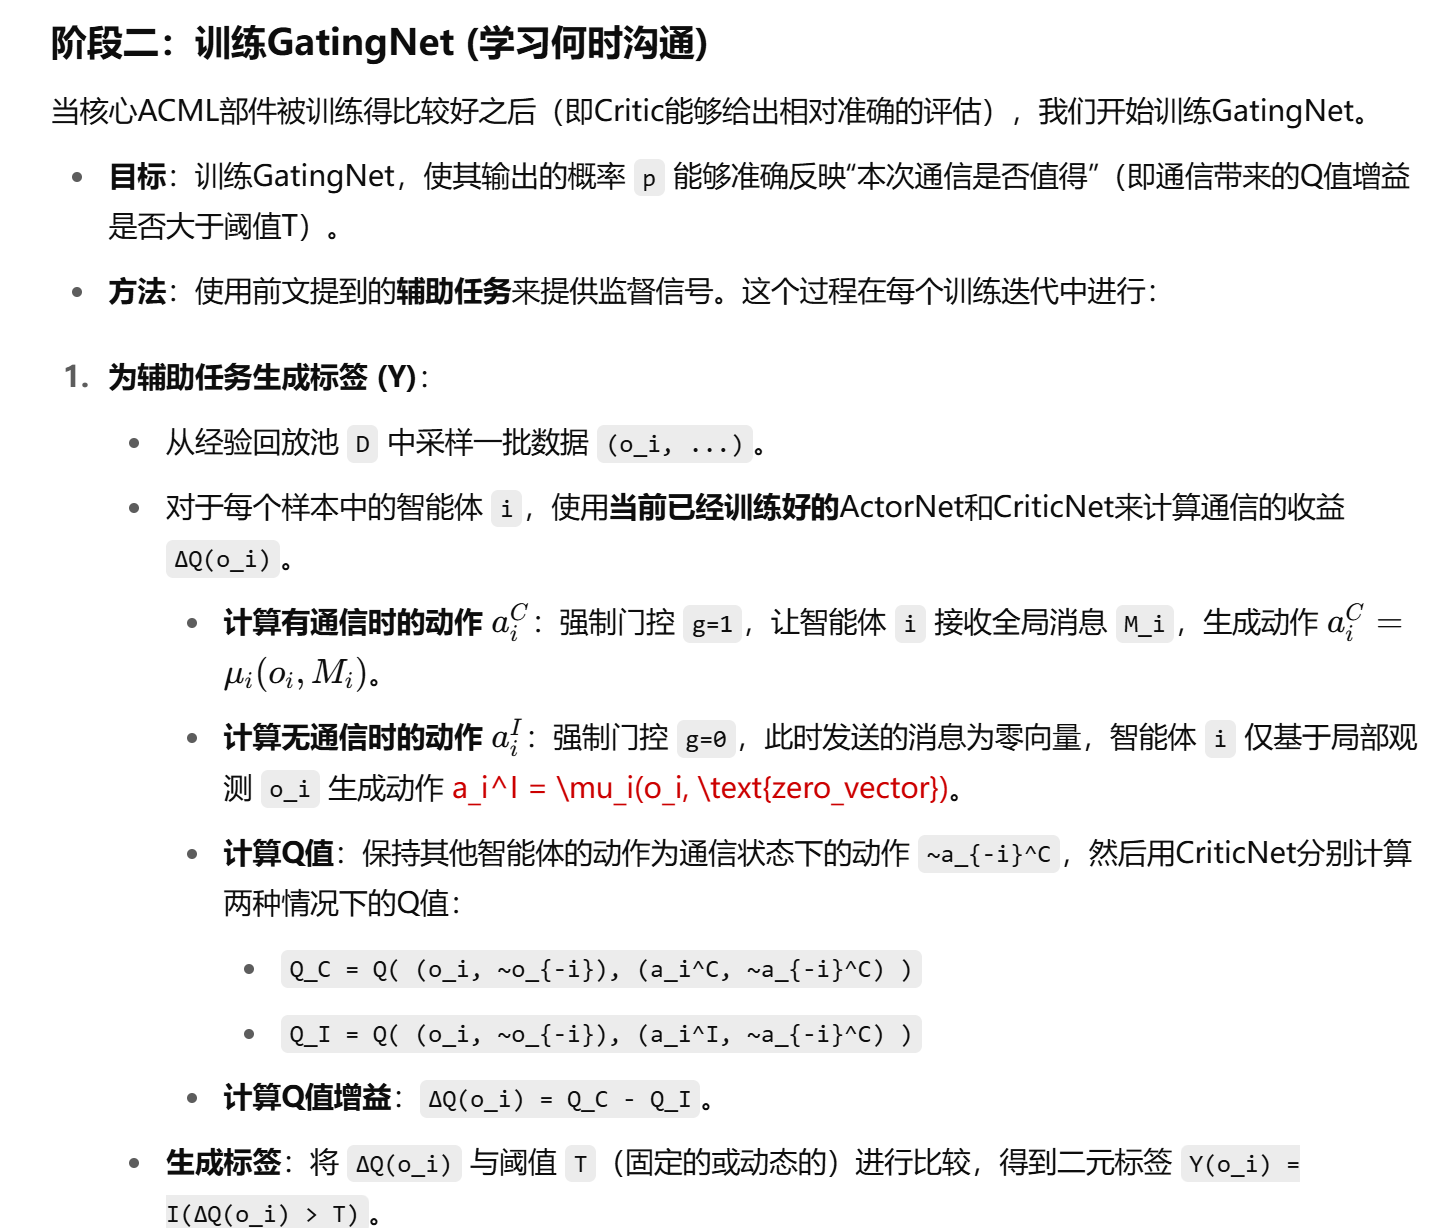 阶段二：训练GatingNet (学习何时沟通)
当核心ACML部件被训练得比较好之后（即Critic能够给出相对准确的评估），我们开始训练GatingNet。
• 目标：训练GatingNet，使其输出的概率 p 能够准确反映“本次通信是否值得”（即通信带来的Q值增益
是否大于阈值T）。
• 方法：使用前文提到的辅助任务来提供监督信号。这个过程在每个训练迭代中进行：
1. 为辅助任务生成标签 (Y)：
• 从经验回放池 D 中采样一批数据 (o_i, ...)。
• 对于每个样本中的智能体 i，使用当前已经训练好的ActorNet和CriticNet来计算通信的收益
ΔQ(o_i)。
• 计算有通信时的动作 $a_i^C$：强制门控 g=1，让智能体 i 接收全局消息 M_i，生成动作 $a_i^C =$
$\mu_i(o_i, M_i)$。
• 计算无通信时的动作 $a_i^I$：强制门控 g=0，此时发送的消息为零向量，智能体 i 仅基于局部观
测 o_i 生成动作 a_i^I = \mu_i(o_i, \text{zero_vector})。
• 计算Q值：保持其他智能体的动作为通信状态下的动作 ~a_{-i}^C，然后用CriticNet分别计算
两种情况下的Q值：
• Q_C = Q( (o_i, ~o_{-i}), (a_i^C, ~a_{-i}^C) )
• Q_I = Q( (o_i, ~o_{-i}), (a_i^I, ~a_{-i}^C) )
• 计算Q值增益：ΔQ(o_i) = Q_C - Q_I。
• 生成标签：将 ΔQ(o_i) 与阈值 T（固定的或动态的）进行比较，得到二元标签 Y(o_i) =
I(ΔQ(o_i) > T)。